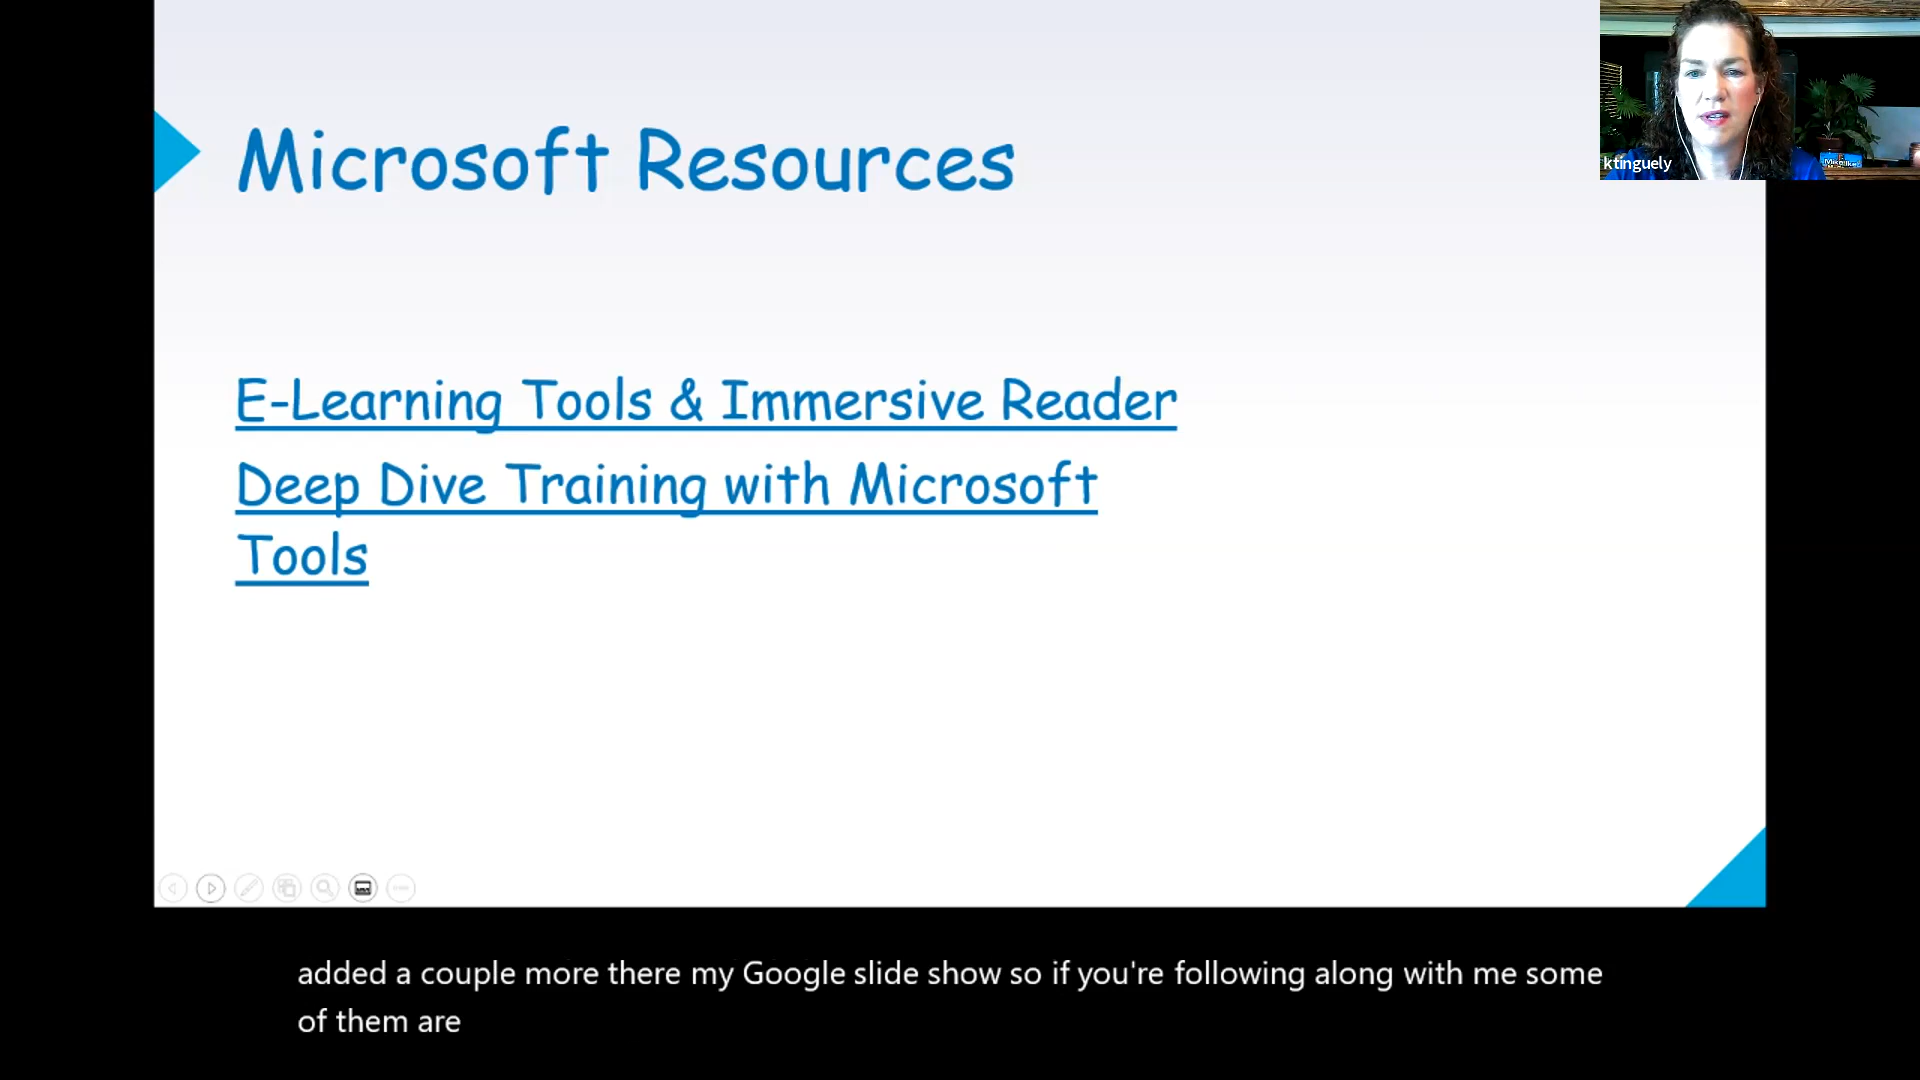 Microsoft Resources
ktinguely
E-Learning Tools & Immersive Reader
Deep Dive Training with Microsoft
Tools
added a couple more there my Google slide show so if you're following along with me some
of them are